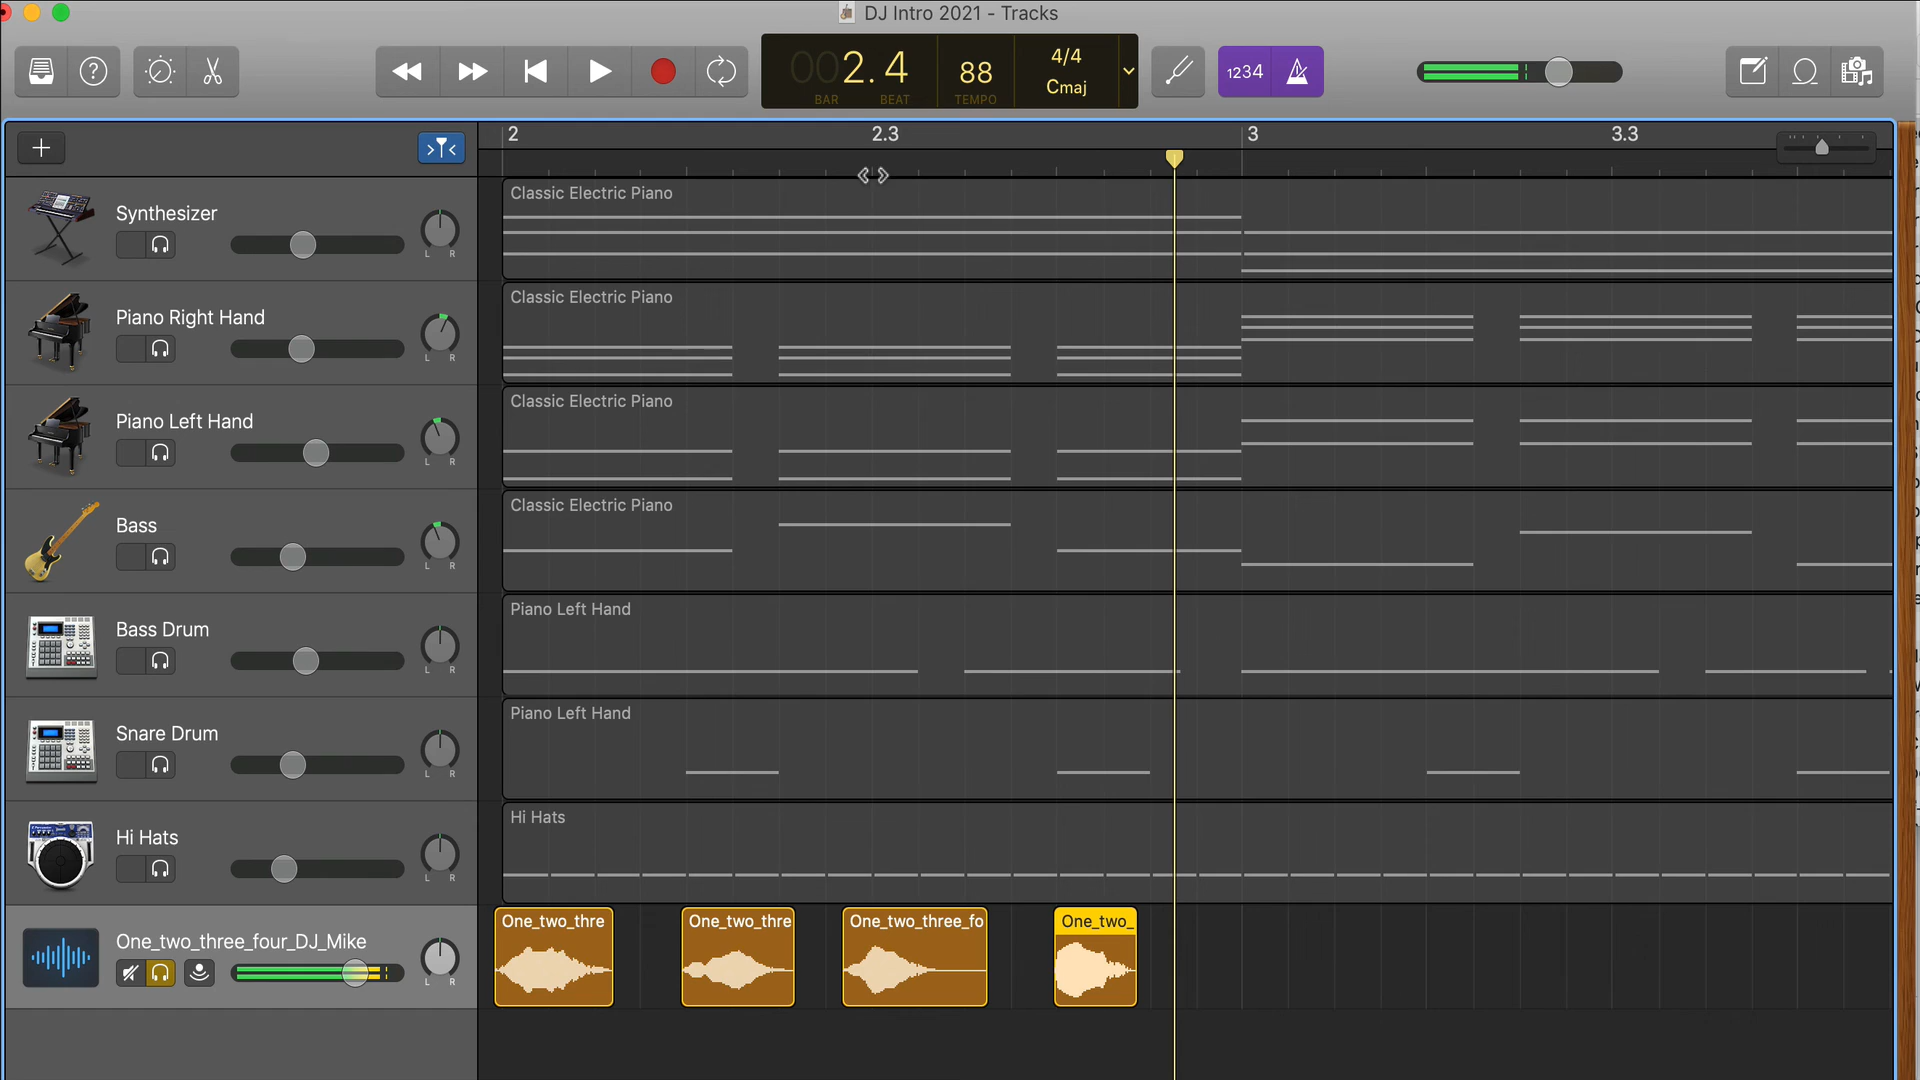 DJ Intro 2021 - Tracks
002.4
BAR BEAT
88
TEMPO
4/4
Cmaj
1234
2
2.3
3
3.3
Synthesizer
L R
Classic Electric Piano
Piano Right Hand
L R
Classic Electric Piano
Piano Left Hand
L R
Classic Electric Piano
Bass
L R
Classic Electric Piano
Bass Drum
L R
Piano Left Hand
Snare Drum
L R
Piano Left Hand
Hi Hats
L R
Hi Hats
One_two_three_four_DJ_Mike
L R
One_two_thre
One_two_thre
One_two_three_fo
One_two_